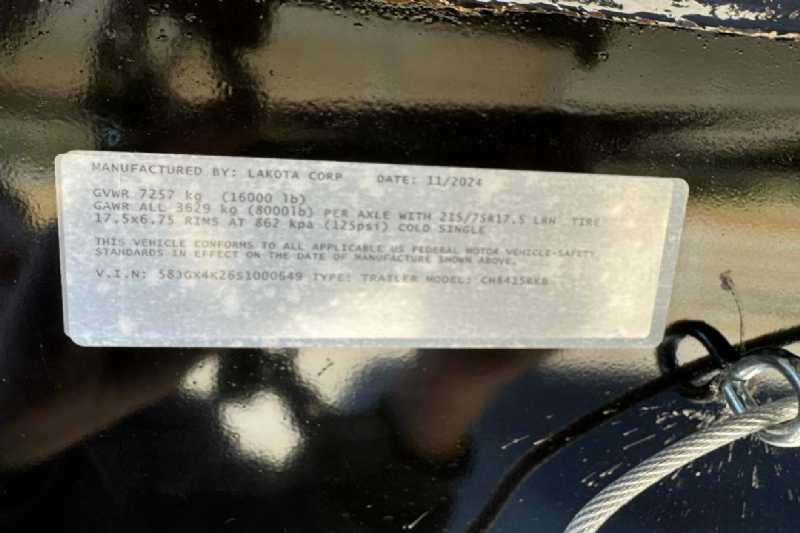 MANUFACTURED BY: LAKOTA CORP DATE: 11/2024
GVWR 7257 kg (16000 lb)
GAWR ALL 3629 kg (8000lb) PER AXLE WITH 215/75R17.5 LRH TIRE
17.5x6.75 RIMS AT 862 kpa (125psi) COLD SINGLE
THIS VEHICLE CONFORMS TO ALL APPLICABLE US FEDERAL MOTOR VEHICLE-SAFETY
STANDARDS IN EFFECT ON THE DATE OF MANUFACTURE SHOWN ABOVE.
V.I.N: TYPE: TRAILER MODEL: